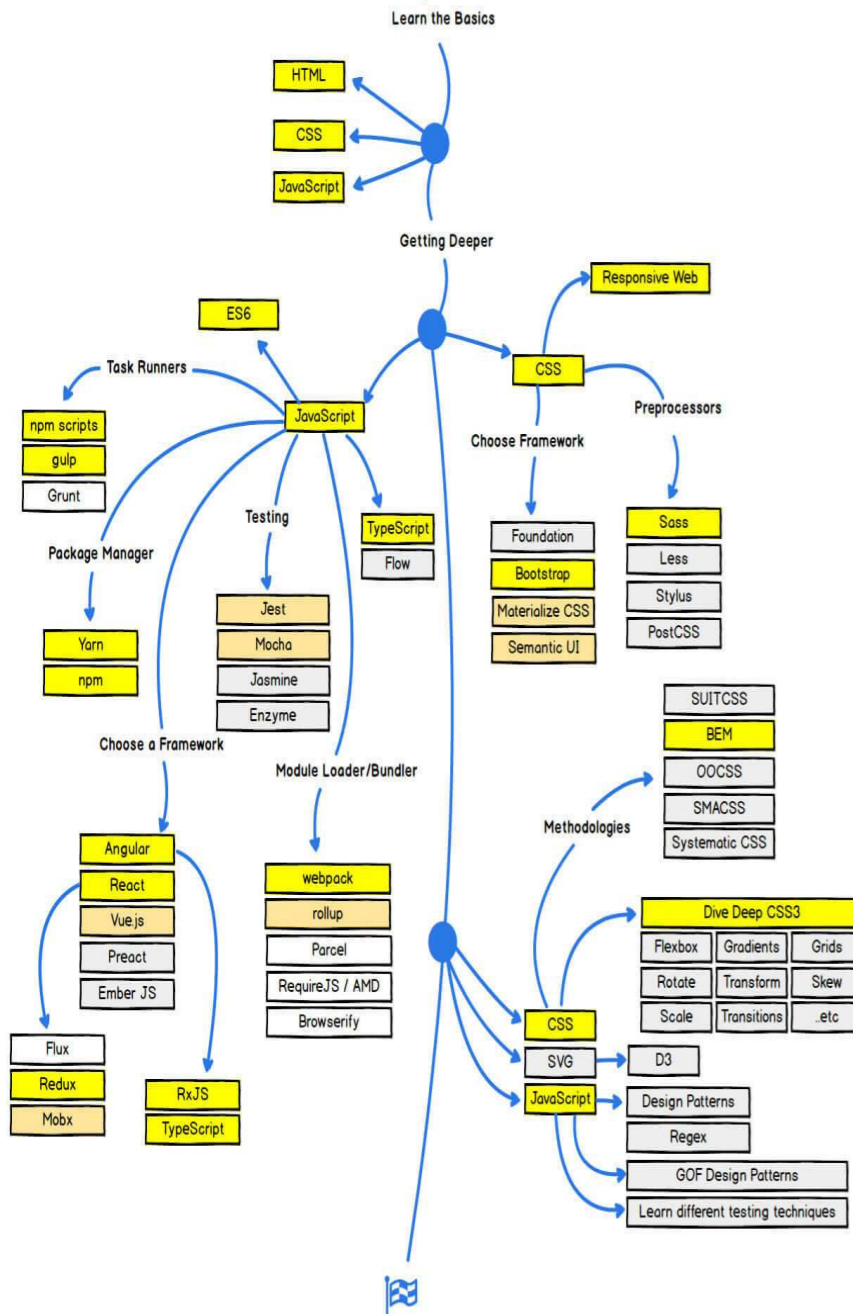 Learn the Basics
HTML
CSS
JavaScript
Getting Deeper
Responsive Web
ES6
Task Runners
CSS
npm scripts
gulp
Grunt
JavaScript
Choose Framework
Preprocessors
Package Manager
Testing
TypeScript
Flow
Foundation
Bootstrap
Materialize CSS
Semantic UI
Sass
Less
Stylus
PostCSS
Yarn
npm
Jest
Mocha
Jasmine
Enzyme
Choose a Framework
Module Loader/Bundler
SUITCSS
BEM
OOCSS
SMACSS
Systematic CSS
Methodologies
Angular
React
Vue.js
Preact
Ember JS
webpack
rollup
Parcel
RequireJS / AMD
Browserify
Dive Deep CSS3
Flexbox Gradients Grids
Rotate Transform Skew
Scale Transitions ..etc
Flux
Redux
Mobx
RxJS
TypeScript
CSS
SVG
JavaScript
D3
Design Patterns
Regex
GOF Design Patterns
Learn different testing techniques